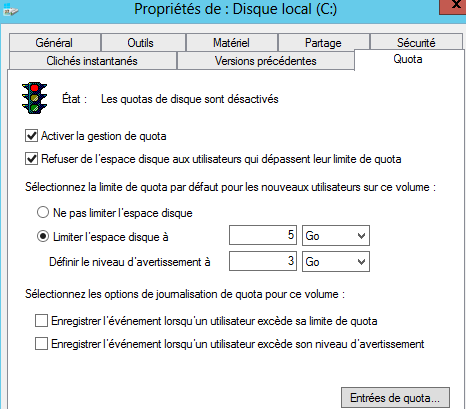 Propriétés de : Disque local (C:)
Général Outils Matériel Partage Sécurité
Clichés instantanés Versions précédentes Quota
État : Les quotas de disque sont désactivés
Activer la gestion de quota
Refuser de l'espace disque aux utilisateurs qui dépassent leur limite de quota
Sélectionnez la limite de quota par défaut pour les nouveaux utilisateurs sur ce volume :
Ne pas limiter l'espace disque
Limiter l'espace disque à 5 Go
Définir le niveau d'avertissement à 3 Go
Sélectionnez les options de journalisation de quota pour ce volume :
Enregistrer l'événement lorsqu'un utilisateur excède sa limite de quota
Enregistrer l'événement lorsqu'un utilisateur excède son niveau d'avertissement
Entrées de quota...